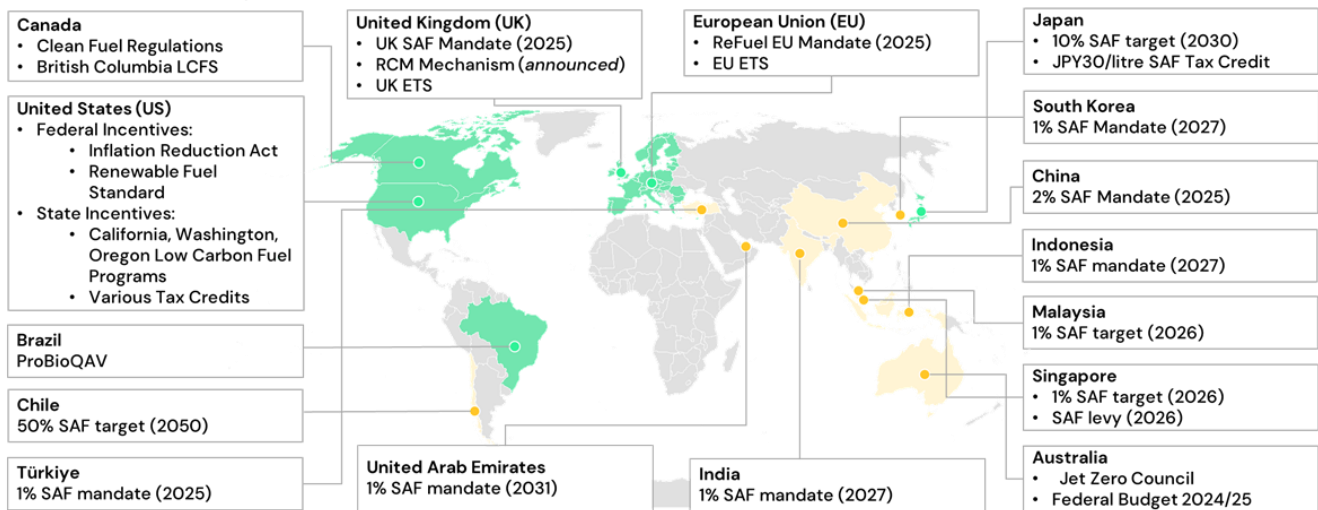 Canada
• Clean Fuel Regulations
• British Columbia LCFS
United States (US)
• Federal Incentives:
• Inflation Reduction Act
• Renewable Fuel
Standard
• State Incentives:
• California, Washington,
Oregon Low Carbon Fuel
Programs
• Various Tax Credits
Brazil
ProBioQAV
Chile
50% SAF target (2050)
Türkiye
1% SAF mandate (2025)
United Kingdom (UK)
• UK SAF Mandate (2025)
• RCM Mechanism (announced)
• UK ETS
European Union (EU)
• ReFuel EU Mandate (2025)
• EU ETS
United Arab Emirates
1% SAF mandate (2031)
India
1% SAF mandate (2027)
Japan
• 10% SAF target (2030)
• JPY30/litre SAF Tax Credit
South Korea
1% SAF Mandate (2027)
China
2% SAF Mandate (2025)
Indonesia
1% SAF mandate (2027)
Malaysia
1% SAF target (2026)
Singapore
• 1% SAF target (2026)
• SAF levy (2026)
Australia
• Jet Zero Council
• Federal Budget 2024/25